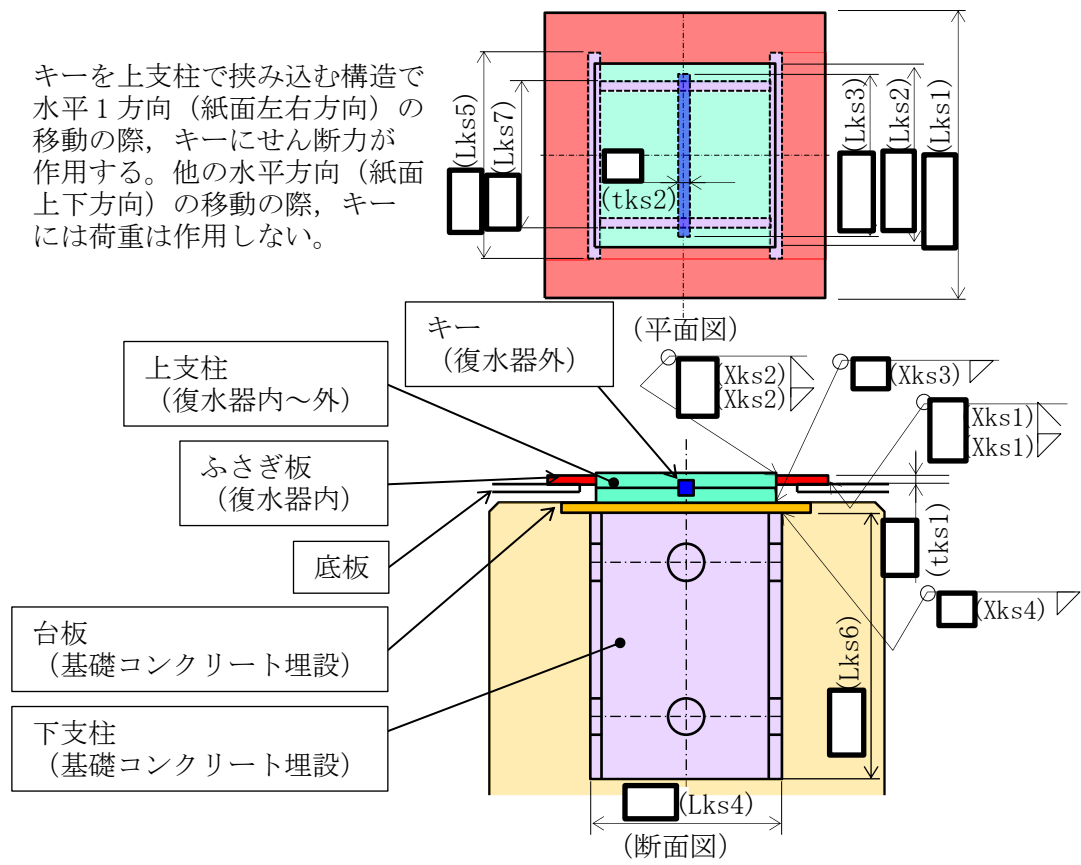 キーを上支柱で挟み込む構造で
水平１方向（紙面左右方向）の
移動の際，キーにせん断力が
作用する。他の水平方向（紙面
上下方向）の移動の際，キー
には荷重は作用しない。
(Lks5)
(Lks7)
(tks2)
(Lks3)
(Lks2)
(Lks1)
(平面図)
キー
（復水器外）
上支柱
（復水器内～外）
ふさぎ板
（復水器内）
底板
台板
（基礎コンクリート埋設）
下支柱
（基礎コンクリート埋設）
(Xks2)
(Xks2)
(Xks3)
(Xks1)
(Xks1)
(tks1)
(Xks4)
(Lks6)
(Lks4)
(断面図)